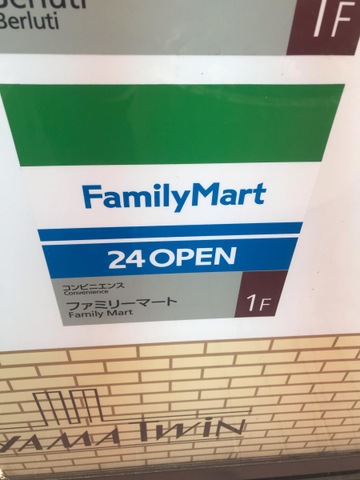 Berluti
Berluti
1F
FamilyMart
24 OPEN
コンビニエンス
Convenience
ファミリーマート
Family Mart
1F
YAMA TWiN